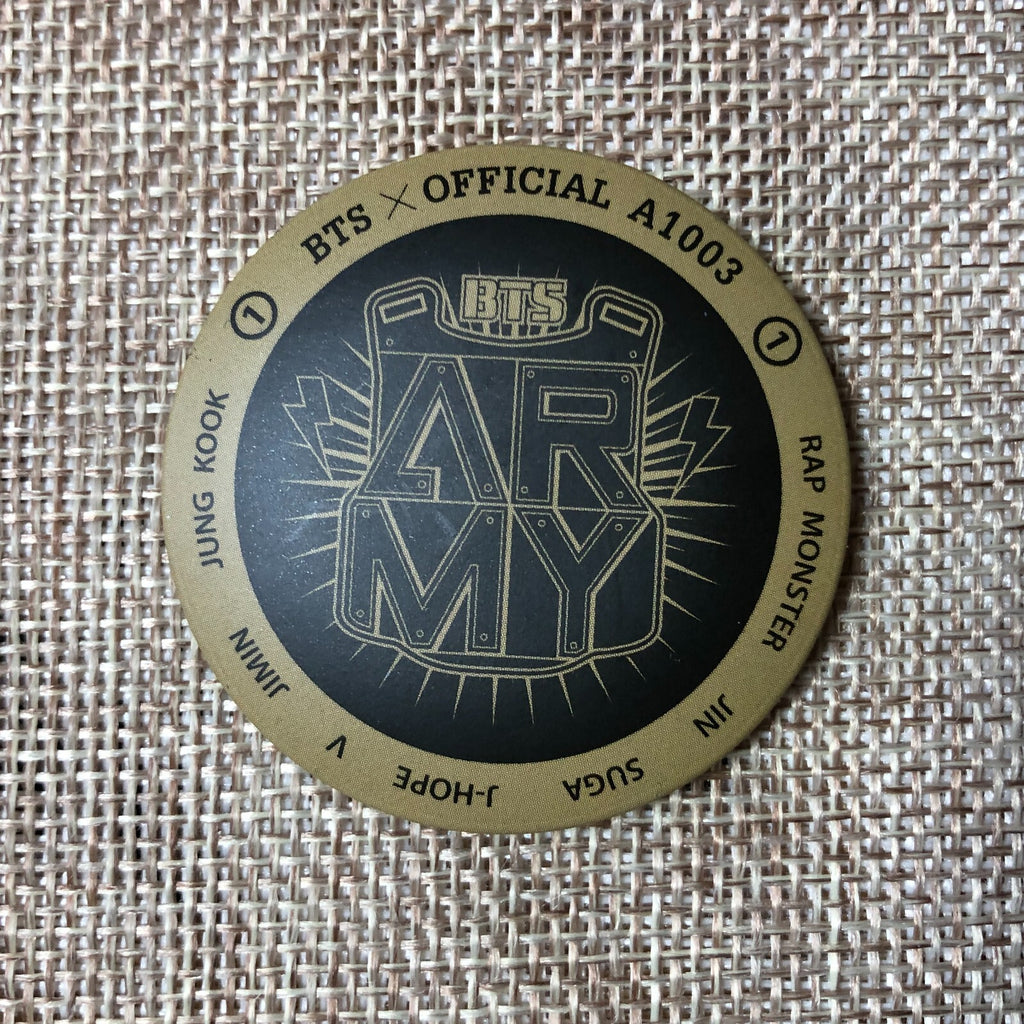 BTS × OFFICIAL A1003
①
RAP MONSTER
JIN
SUGA
J-HOPE
V
JIMIN
JUNG KOOK
①
BTS
AR
MY